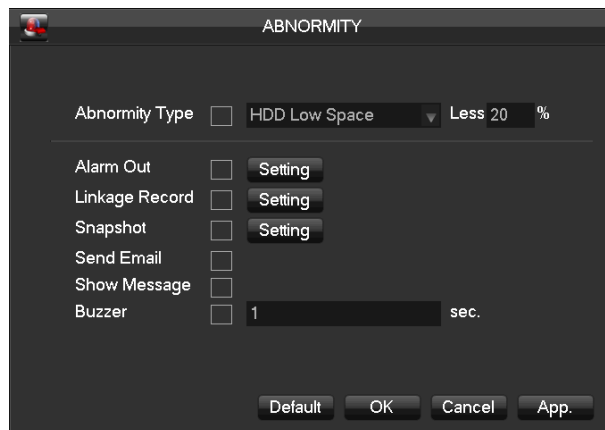 ABNORMITY
Abnormity Type HDD Low Space Less 20 %
Alarm Out Setting
Linkage Record Setting
Snapshot Setting
Send Email
Show Message
Buzzer 1 sec.
Default OK Cancel App.